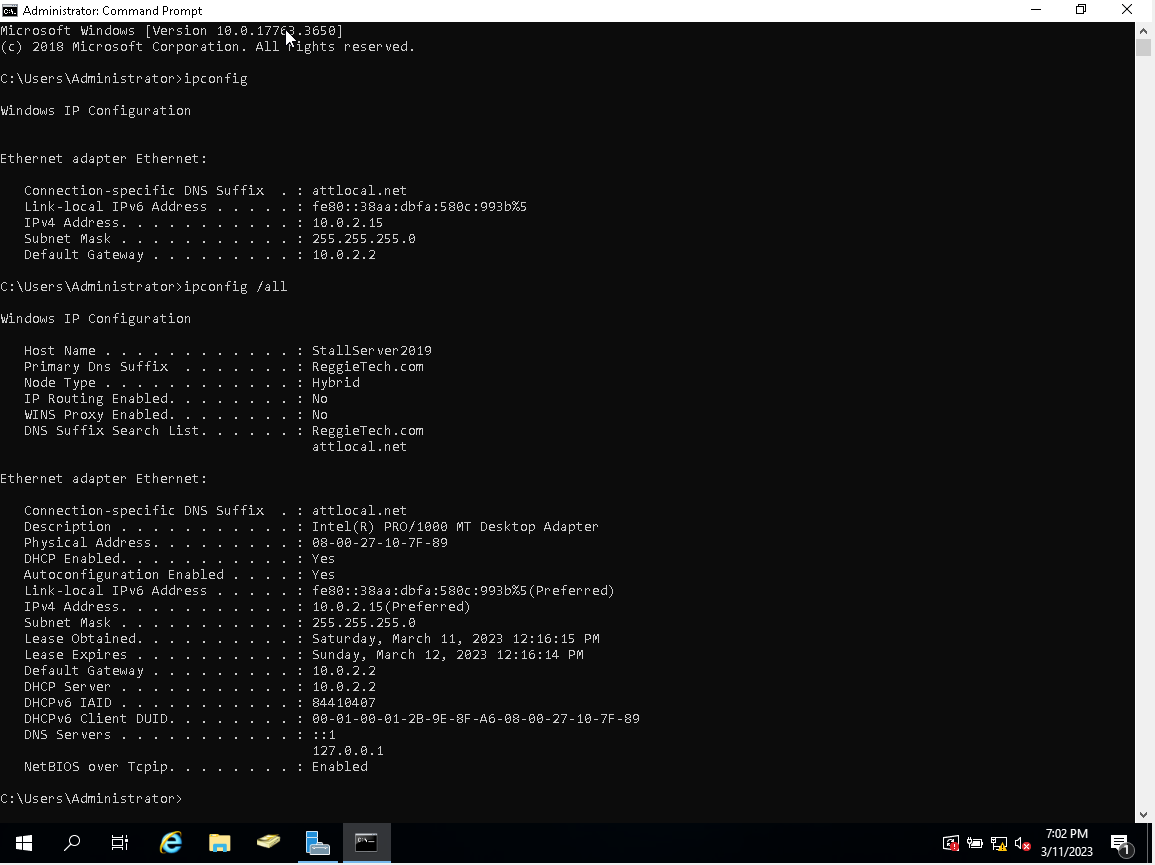 Administrator: Command Prompt
Microsoft Windows [Version 10.0.17763.3650]
(c) 2018 Microsoft Corporation. All rights reserved.
C:\Users\Administrator>ipconfig
Windows IP Configuration
Ethernet adapter Ethernet:
Connection-specific DNS Suffix  . : attlocal.net
Link-local IPv6 Address . . . . . : fe80::38aa:dbfa:580c:993b%5
IPv4 Address. . . . . . . . . . . : 10.0.2.15
Subnet Mask . . . . . . . . . . . : 255.255.255.0
Default Gateway . . . . . . . . . : 10.0.2.2
C:\Users\Administrator>ipconfig /all
Windows IP Configuration
Host Name . . . . . . . . . . . . : StallServer2019
Primary Dns Suffix  . . . . . . . : ReggieTech.com
Node Type . . . . . . . . . . . . : Hybrid
IP Routing Enabled. . . . . . . . : No
WINS Proxy Enabled. . . . . . . . : No
DNS Suffix Search List. . . . . . : ReggieTech.com
attlocal.net
Ethernet adapter Ethernet:
Connection-specific DNS Suffix  . : attlocal.net
Description . . . . . . . . . . . : Intel(R) PRO/1000 MT Desktop Adapter
Physical Address. . . . . . . . . : 08-00-27-10-7F-89
DHCP Enabled. . . . . . . . . . . : Yes
Autoconfiguration Enabled . . . . : Yes
Link-local IPv6 Address . . . . . : fe80::38aa:dbfa:580c:993b%5(Preferred)
IPv4 Address. . . . . . . . . . . : 10.0.2.15(Preferred)
Subnet Mask . . . . . . . . . . . : 255.255.255.0
Lease Obtained. . . . . . . . . . : Saturday, March 11, 2023 12:16:15 PM
Lease Expires . . . . . . . . . . : Sunday, March 12, 2023 12:16:14 PM
Default Gateway . . . . . . . . . : 10.0.2.2
DHCP Server . . . . . . . . . . . : 10.0.2.2
DHCPv6 IAID . . . . . . . . . . . : 84410407
DHCPv6 Client DUID. . . . . . . . : 00-01-00-01-2B-9E-8F-A6-08-00-27-10-7F-89
DNS Servers . . . . . . . . . . . : ::1
127.0.0.1
NetBIOS over Tcpip. . . . . . . . : Enabled
C:\Users\Administrator>
7:02 PM
3/11/2023
1